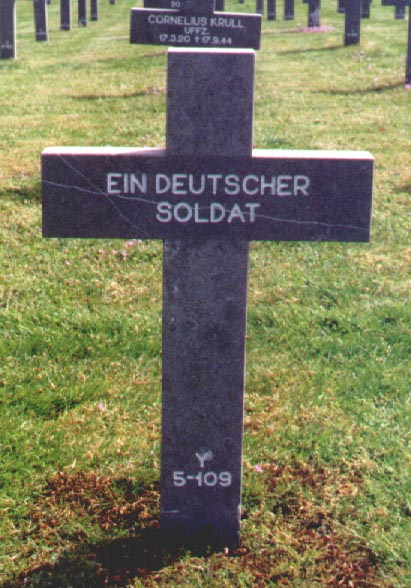 CORNELIUS KRULL
UFFZ.
17.3.20 † 17.9.44
EIN DEUTSCHER
SOLDAT
Y
5-109